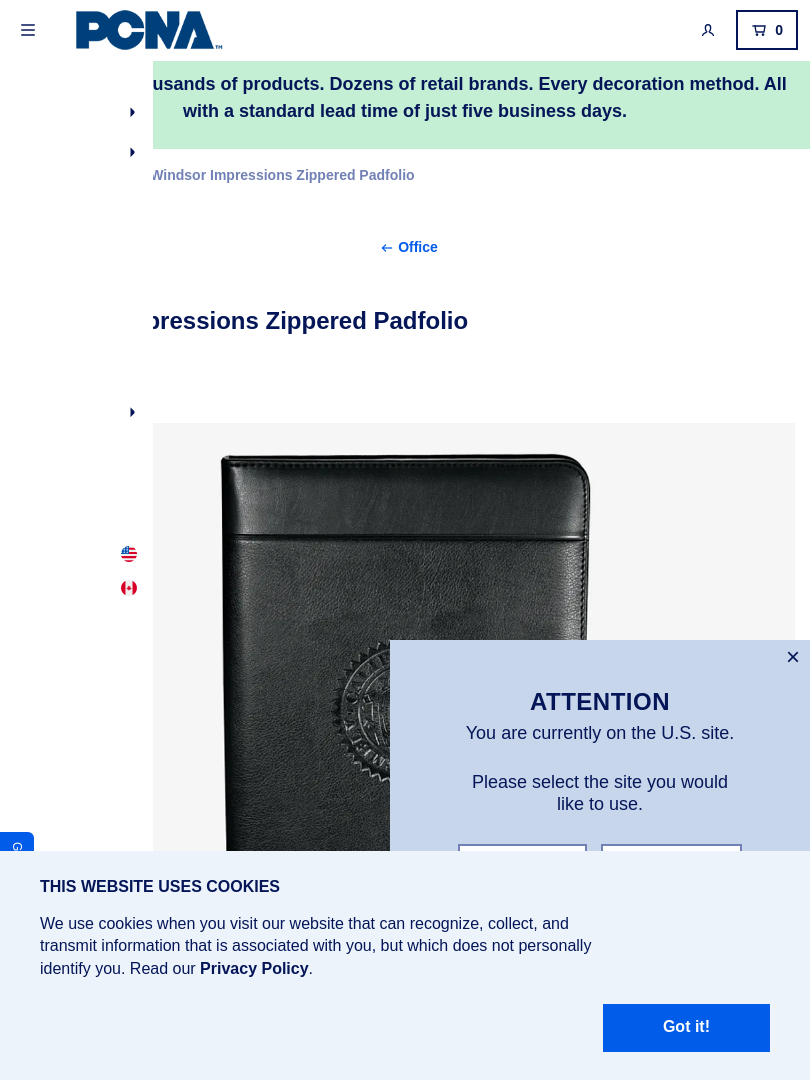 PCNA™
0
usands of products. Dozens of retail brands. Every decoration method. All
with a standard lead time of just five business days.
Windsor Impressions Zippered Padfolio
← Office
pressions Zippered Padfolio
×
ATTENTION
You are currently on the U.S. site.
Please select the site you would
like to use.
G
THIS WEBSITE USES COOKIES
We use cookies when you visit our website that can recognize, collect, and
transmit information that is associated with you, but which does not personally
identify you. Read our Privacy Policy.
Got it!